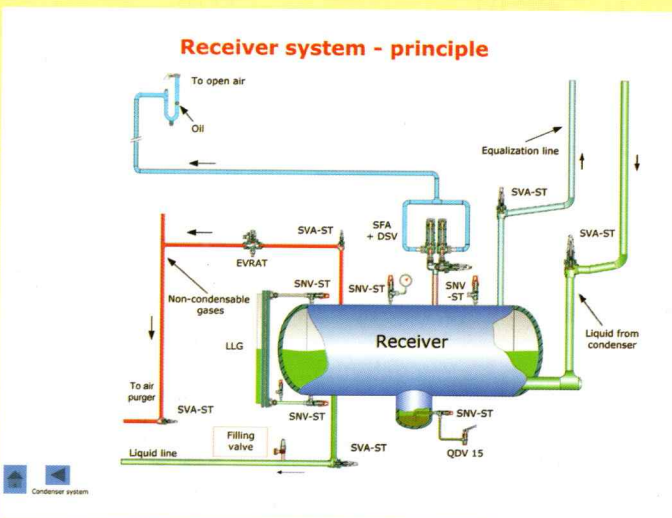 Receiver system - principle
To open air
Oil
Equalization line
SVA-ST
SFA
+ DSV
SVA-ST
SVA-ST
EVRAT
Non-condensable
gases
SNV-ST
SNV-ST
SNV
-ST
Liquid from
condenser
LLG
Receiver
To air
purger
SVA-ST
SNV-ST
SNV-ST
Filling
valve
SVA-ST
QDV 15
Liquid line
Condenser system